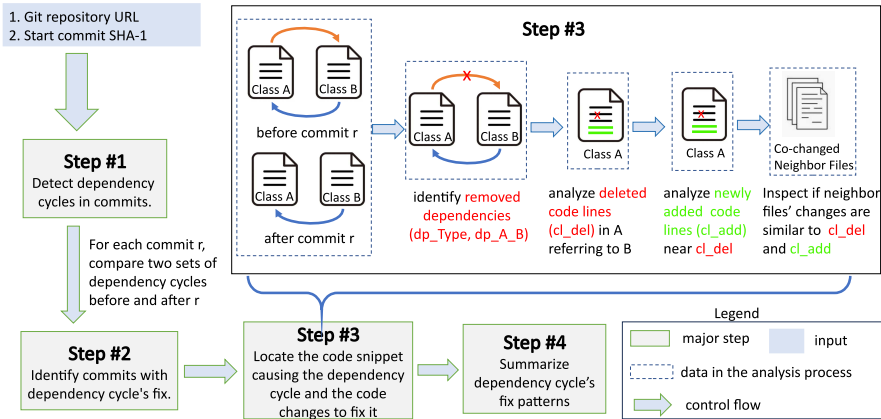 1. Git repository URL
2. Start commit SHA-1
Step #1
Detect dependency
cycles in commits.
For each commit r,
compare two sets of
dependency cycles
before and after r
Step #2
Identify commits with
dependency cycle's fix.
Step #3
Locate the code snippet
causing the dependency
cycle and the code
changes to fix it
Step #4
Summarize
dependency cycle's
fix patterns
Step #3
Class A
Class B
before commit r
Class A
Class B
after commit r
X
Class A
Class B
identify removed
dependencies
(dp_Type, dp_A_B)
x
Class A
analyze deleted
code lines
(cl_del) in A
referring to B
x
Class A
analyze newly
added code
lines (cl_add)
near cl_del
Co-changed
Neighbor Files
Inspect if neighbor
files' changes are
similar to cl_del
and cl_add
Legend
major step
input
data in the analysis process
control flow